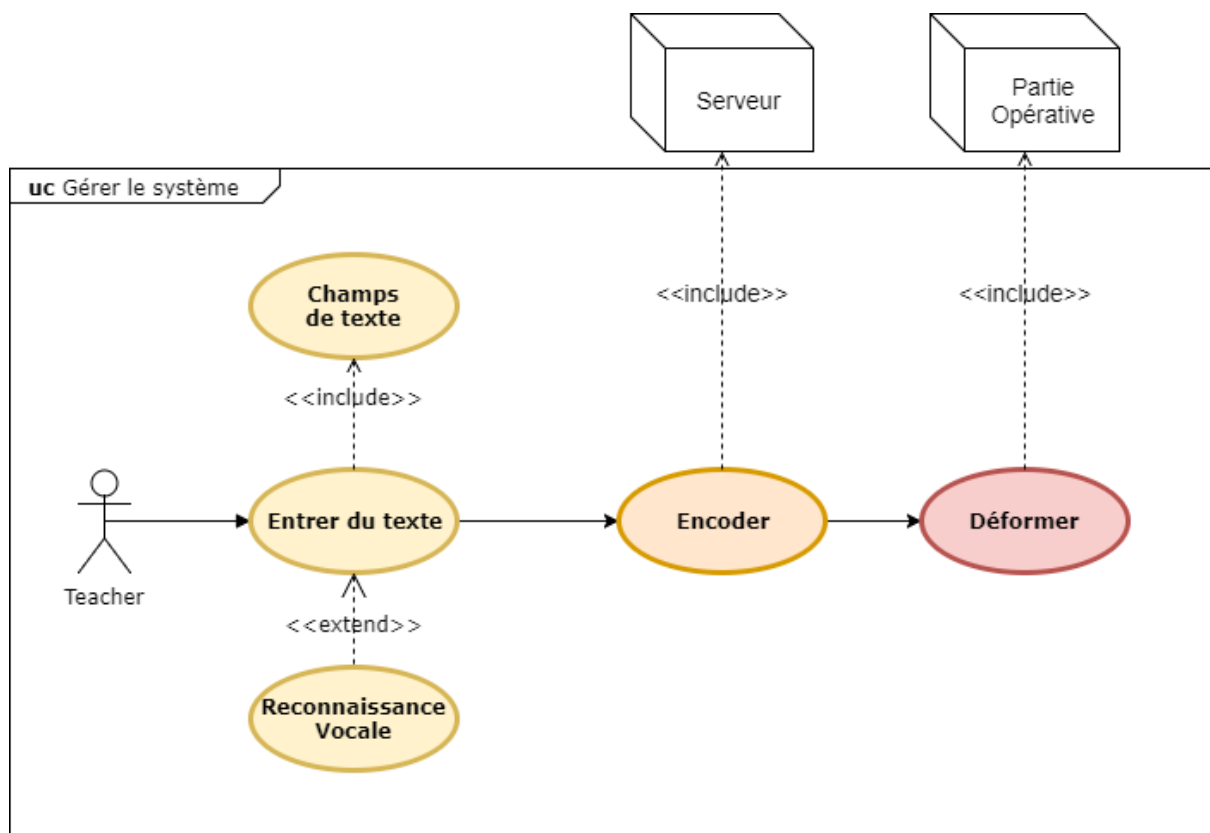 Serveur
Partie
Opérative
uc Gérer le système
Champs
de texte
<<include>>
<<include>>
<<include>>
Entrer du texte
Encoder
Déformer
Teacher
<<extend>>
Reconnaissance
Vocale